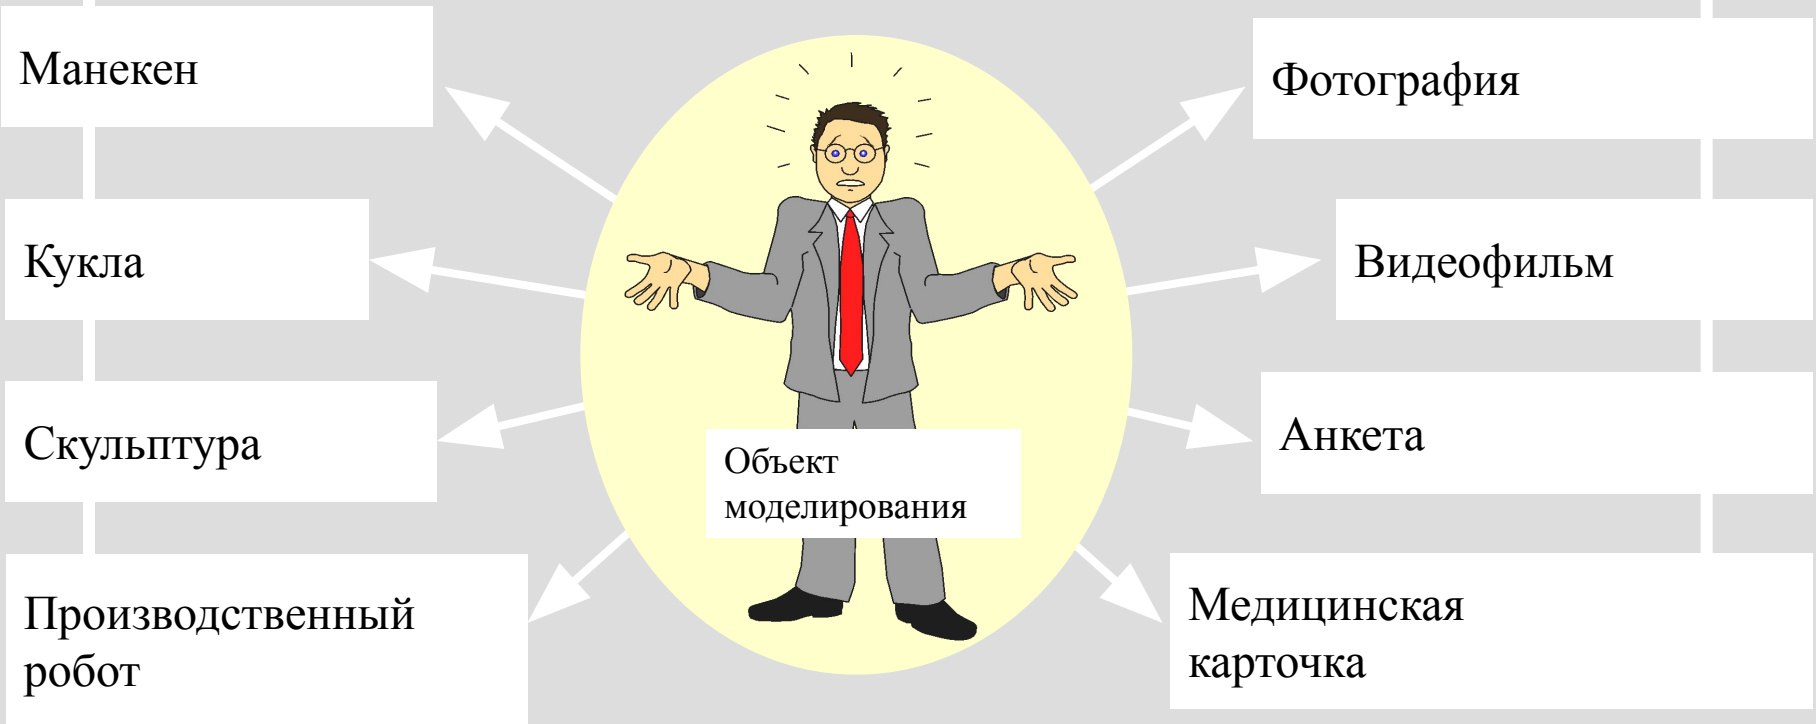 Манекен
Фотография
Кукла
Видеофильм
Скульптура
Анкета
Объект
моделирования
Производственный
робот
Медицинская
карточка